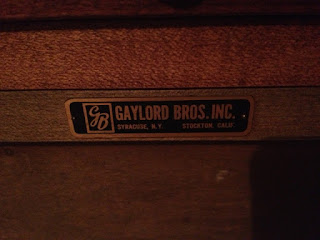 GB
GAYLORD BROS. INC.
SYRACUSE, N.Y. STOCKTON, CALIF.